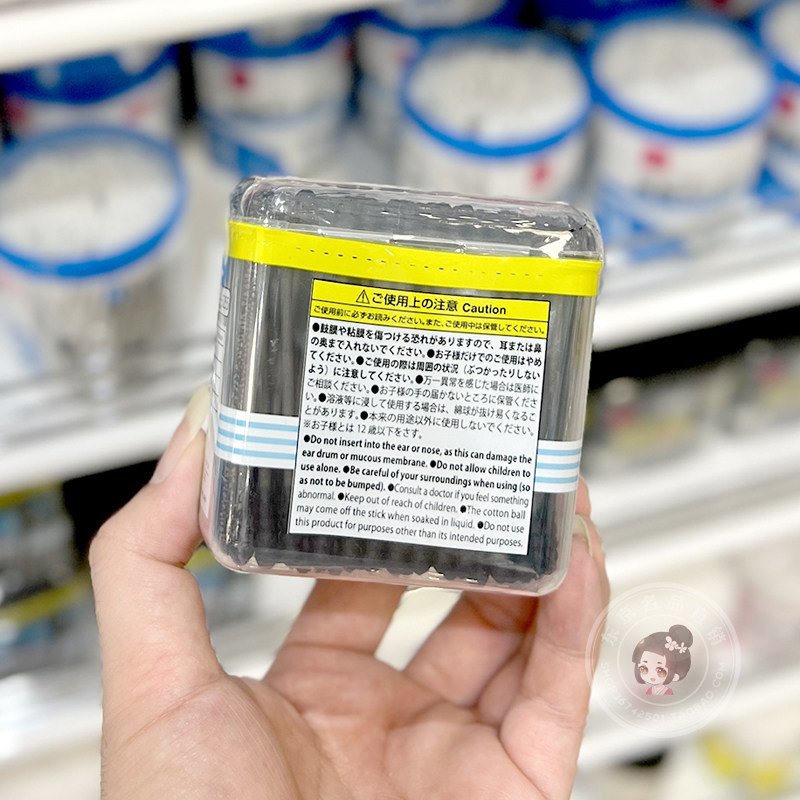 ⚠ご使用上の注意 Caution
ご使用前に必ずお読みください。また、ご使用中は保管してください。
●鼓膜や粘膜を傷つける恐れがありますので、耳または鼻
の奥まで入れないでください。●お子様だけでのご使用はやめ
てください。●ご使用の際は周囲の状況（ぶつかったりしない
よう）に注意してください。●万一異常を感じた場合は医師に
ご相談ください。●お子様の手の届かないところに保管くださ
い。●溶液等に浸して使用する場合は、綿球が抜け易くなるこ
とがあります。●本来の用途以外に使用しないでください。
※お子様とは 12 歳以下をさす。
●Do not insert into the ear or nose, as this can damage the
ear drum or mucous membrane. ●Do not allow children to
use alone. ●Be careful of your surroundings when using (so
as not to be bumped). ●Consult a doctor if you feel something
abnormal. ●Keep out of reach of children. ●The cotton ball
may come off the stick when soaked in liquid. ●Do not use
this product for purposes other than its intended purposes.